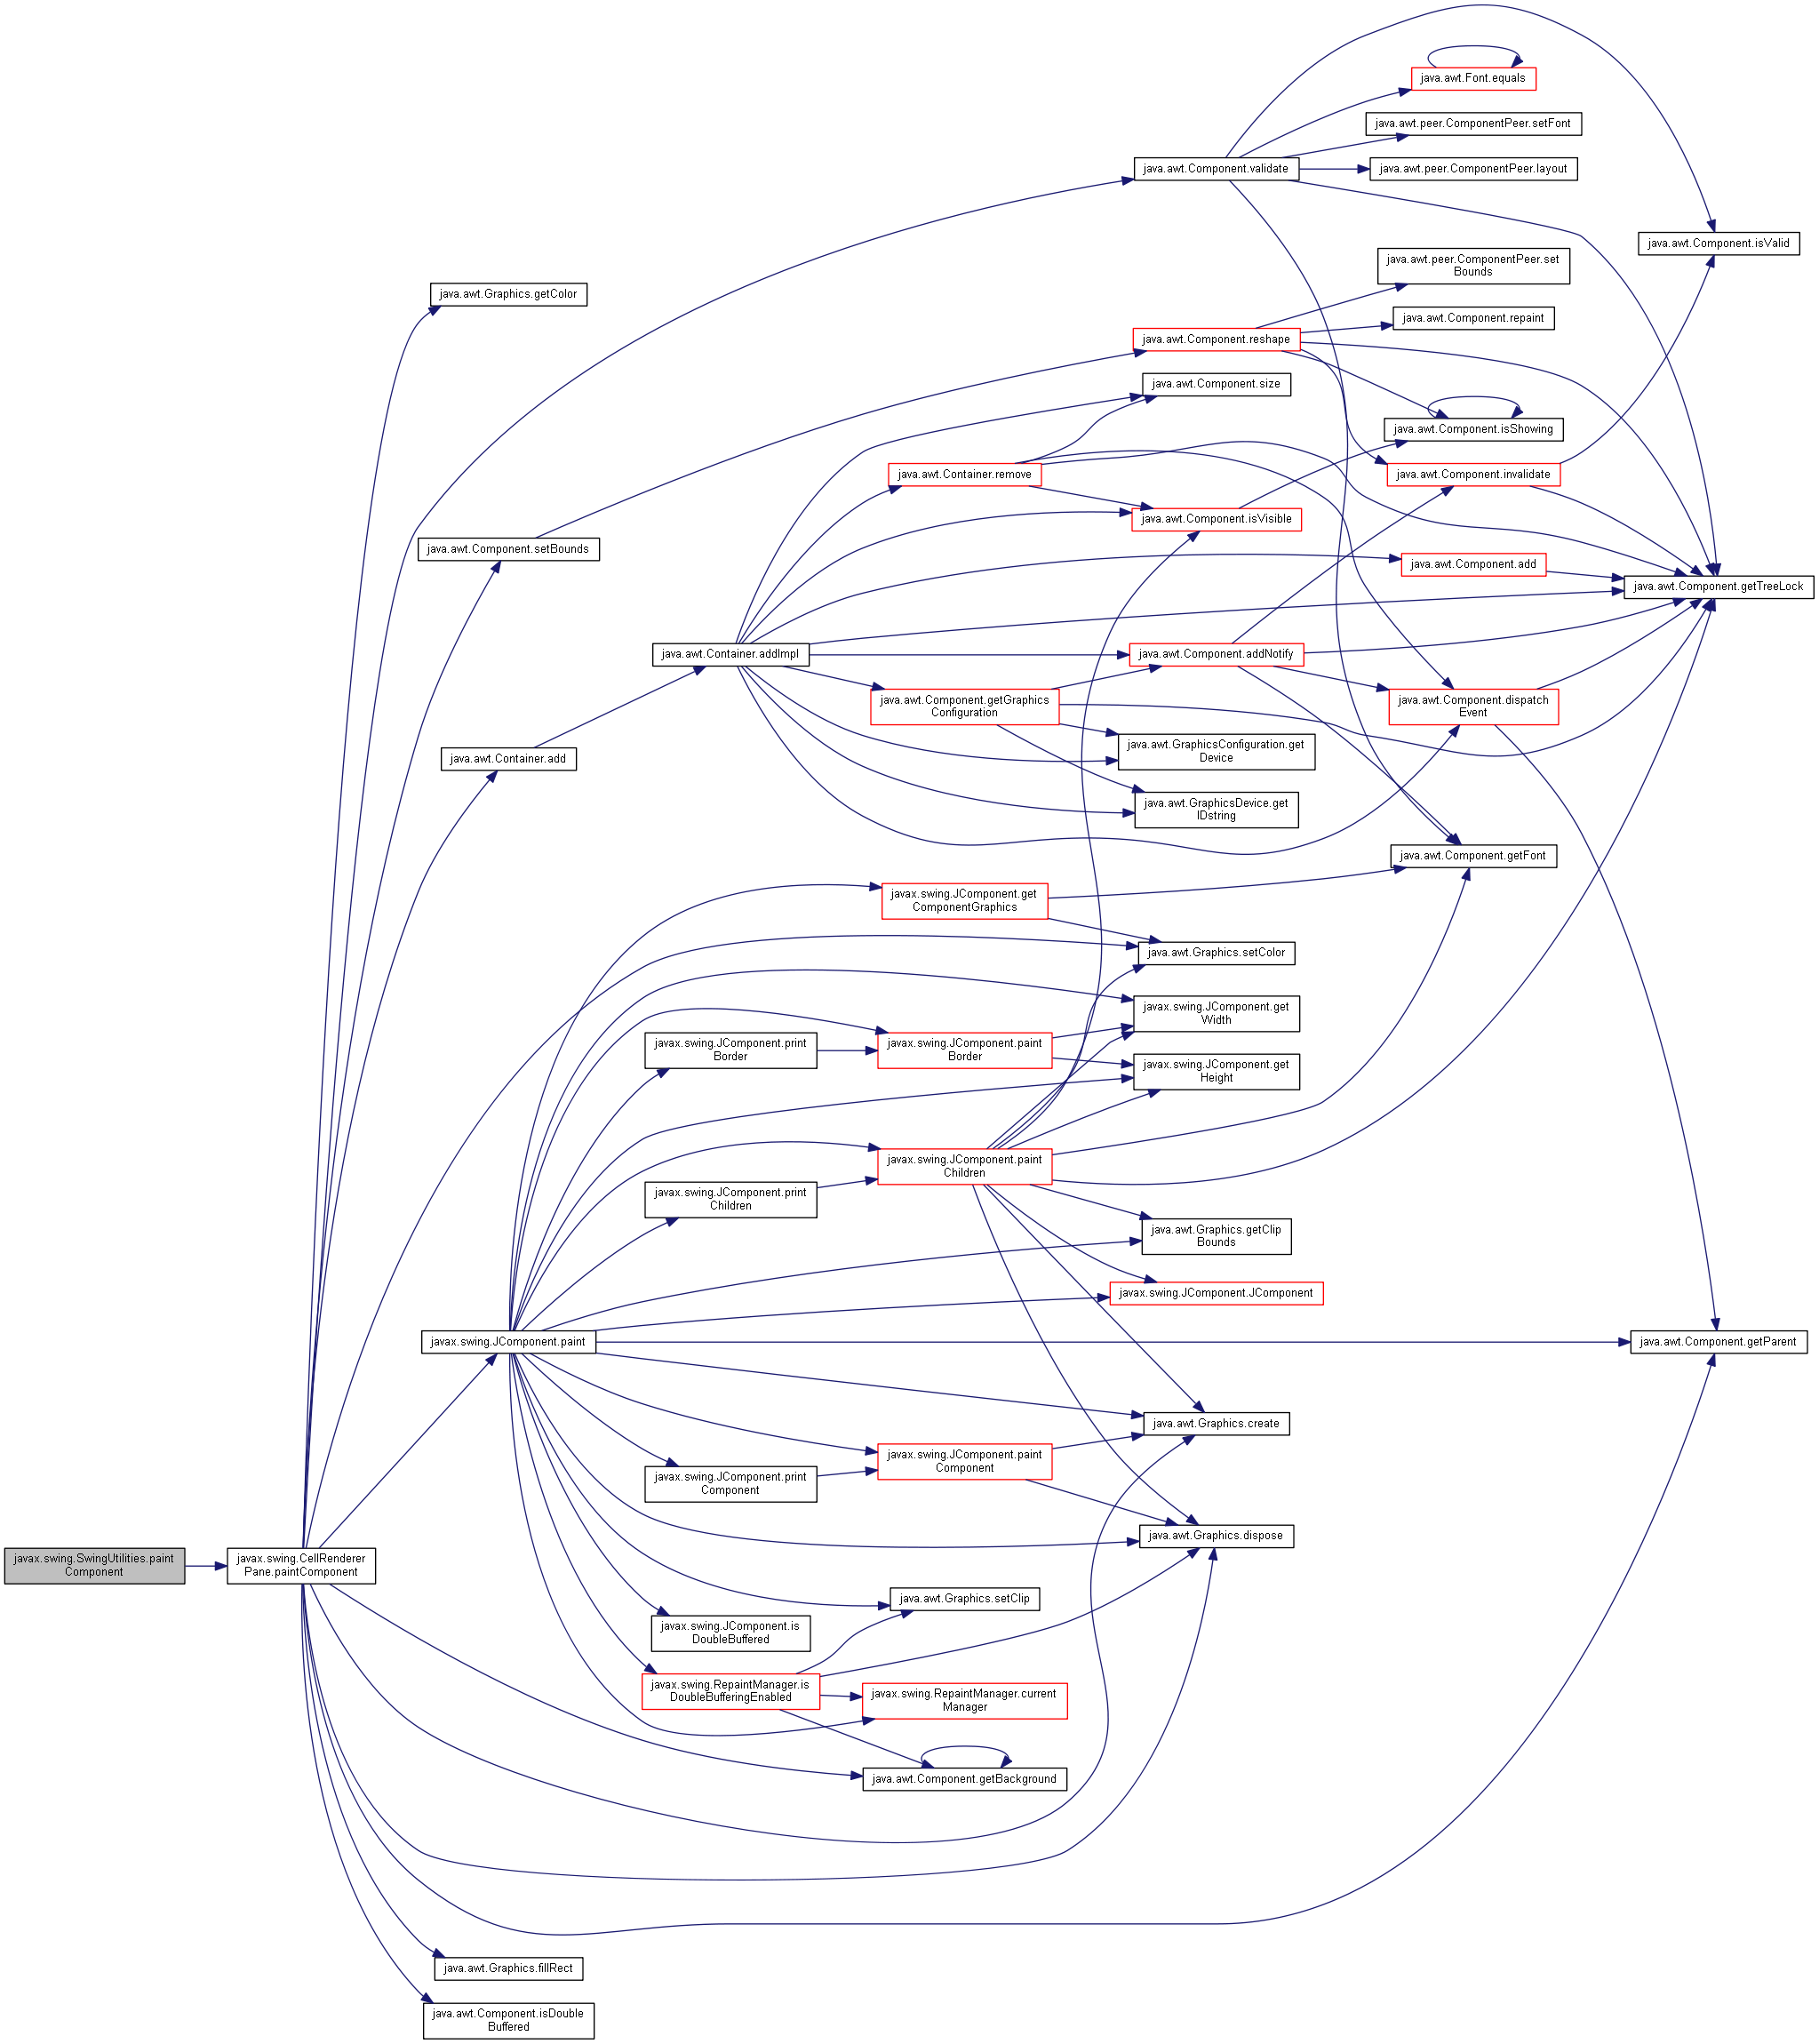 java.awt.Font.equals
java.awt.peer.ComponentPeer.setFont
java.awt.Component.validate
java.awt.peer.ComponentPeer.layout
java.awt.Component.isValid
java.awt.peer.ComponentPeer.set
Bounds
java.awt.Graphics.getColor
java.awt.Component.repaint
java.awt.Component.reshape
java.awt.Component.size
java.awt.Component.isShowing
java.awt.Container.remove
java.awt.Component.invalidate
java.awt.Component.isVisible
java.awt.Component.setBounds
java.awt.Component.add
java.awt.Component.getTreeLock
java.awt.Container.addImpl
java.awt.Component.addNotify
java.awt.Component.getGraphics
Configuration
java.awt.Component.dispatch
Event
java.awt.Container.add
java.awt.GraphicsConfiguration.get
Device
java.awt.GraphicsDevice.get
IDstring
java.awt.Component.getFont
javax.swing.JComponent.get
ComponentGraphics
java.awt.Graphics.setColor
javax.swing.JComponent.get
Width
javax.swing.JComponent.print
Border
javax.swing.JComponent.paint
Border
javax.swing.JComponent.get
Height
javax.swing.JComponent.paint
Children
javax.swing.JComponent.print
Children
java.awt.Graphics.getClip
Bounds
javax.swing.JComponent.JComponent
javax.swing.JComponent.paint
java.awt.Component.getParent
java.awt.Graphics.create
javax.swing.JComponent.paint
Component
javax.swing.JComponent.print
Component
java.awt.Graphics.dispose
javax.swing.SwingUtilities.paint
Component
javax.swing.CellRenderer
Pane.paintComponent
java.awt.Graphics.setClip
javax.swing.JComponent.is
DoubleBuffered
javax.swing.RepaintManager.is
DoubleBufferingEnabled
javax.swing.RepaintManager.current
Manager
java.awt.Component.getBackground
java.awt.Graphics.fillRect
java.awt.Component.isDouble
Buffered